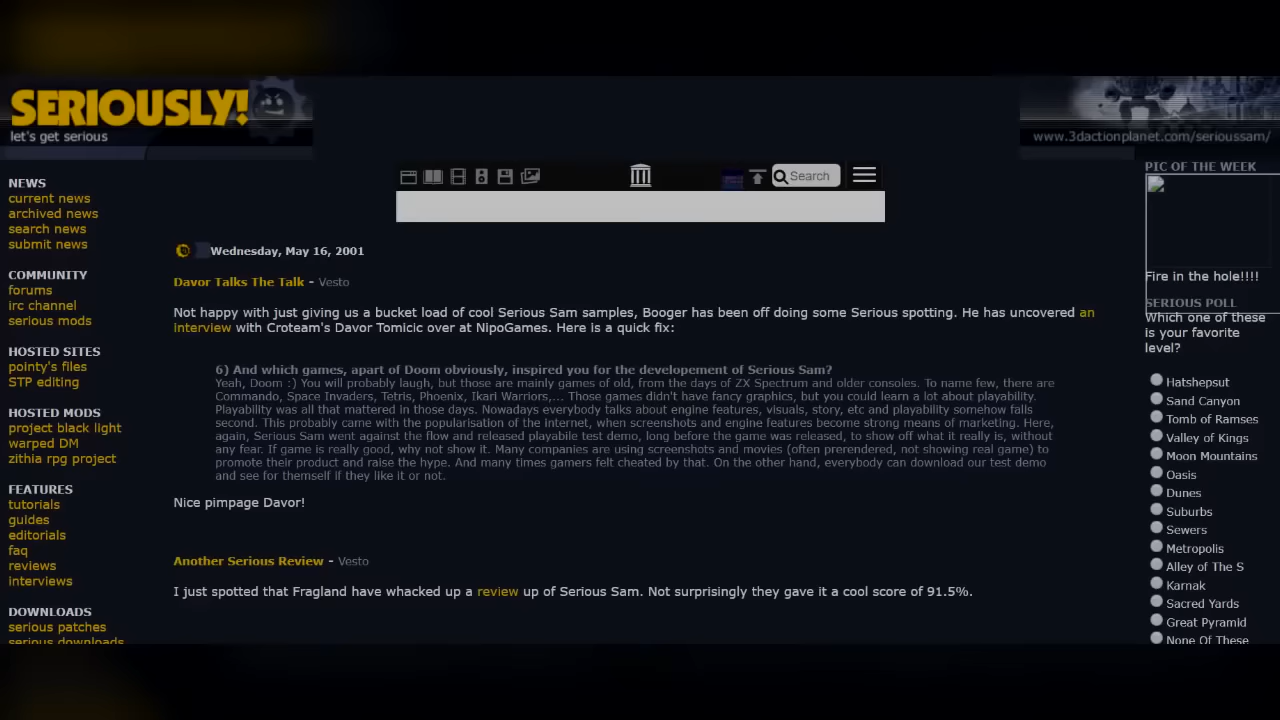 SERIOUSLY!
let's get serious
www.3dactionplanet.com/serioussam/
Search
NEWS
current news
archived news
search news
submit news
COMMUNITY
forums
irc channel
serious mods
HOSTED SITES
pointy's files
STP editing
HOSTED MODS
project black light
warped DM
zithia rpg project
FEATURES
tutorials
guides
editorials
faq
reviews
interviews
DOWNLOADS
serious patches
serious downloads
Wednesday, May 16, 2001
Davor Talks The Talk - Vesto
Not happy with just giving us a bucket load of cool Serious Sam samples, Booger has been off doing some Serious spotting. He has uncovered an
interview with Croteam's Davor Tomicic over at NipoGames. Here is a quick fix:
6) And which games, apart of Doom obviously, inspired you for the developement of Serious Sam?
Yeah, Doom :) You will probably laugh, but those are mainly games of old, from the days of ZX Spectrum and older consoles. To name few, there are
Commando, Space Invaders, Tetris, Phoenix, Ikari Warriors,... Those games didn't have fancy graphics, but you could learn a lot about playability.
Playability was all that mattered in those days. Nowadays everybody talks about engine features, visuals, story, etc and playability somehow falls
second. This probably came with the popularisation of the internet, when screenshots and engine features become strong means of marketing. Here,
again, Serious Sam went against the flow and released playabile test demo, long before the game was released, to show off what it really is, without
any fear. If game is really good, why not show it. Many companies are using screenshots and movies (often prerendered, not showing real game) to
promote their product and raise the hype. And many times gamers felt cheated by that. On the other hand, everybody can download our test demo
and see for themself if they like it or not.
Nice pimpage Davor!
Another Serious Review - Vesto
I just spotted that Fragland have whacked up a review up of Serious Sam. Not surprisingly they gave it a cool score of 91.5%.
PIC OF THE WEEK
Fire in the hole!!!!
SERIOUS POLL
Which one of these
is your favorite
level?
Hatshepsut
Sand Canyon
Tomb of Ramses
Valley of Kings
Moon Mountains
Oasis
Dunes
Suburbs
Sewers
Metropolis
Alley of The S
Karnak
Sacred Yards
Great Pyramid
None Of These